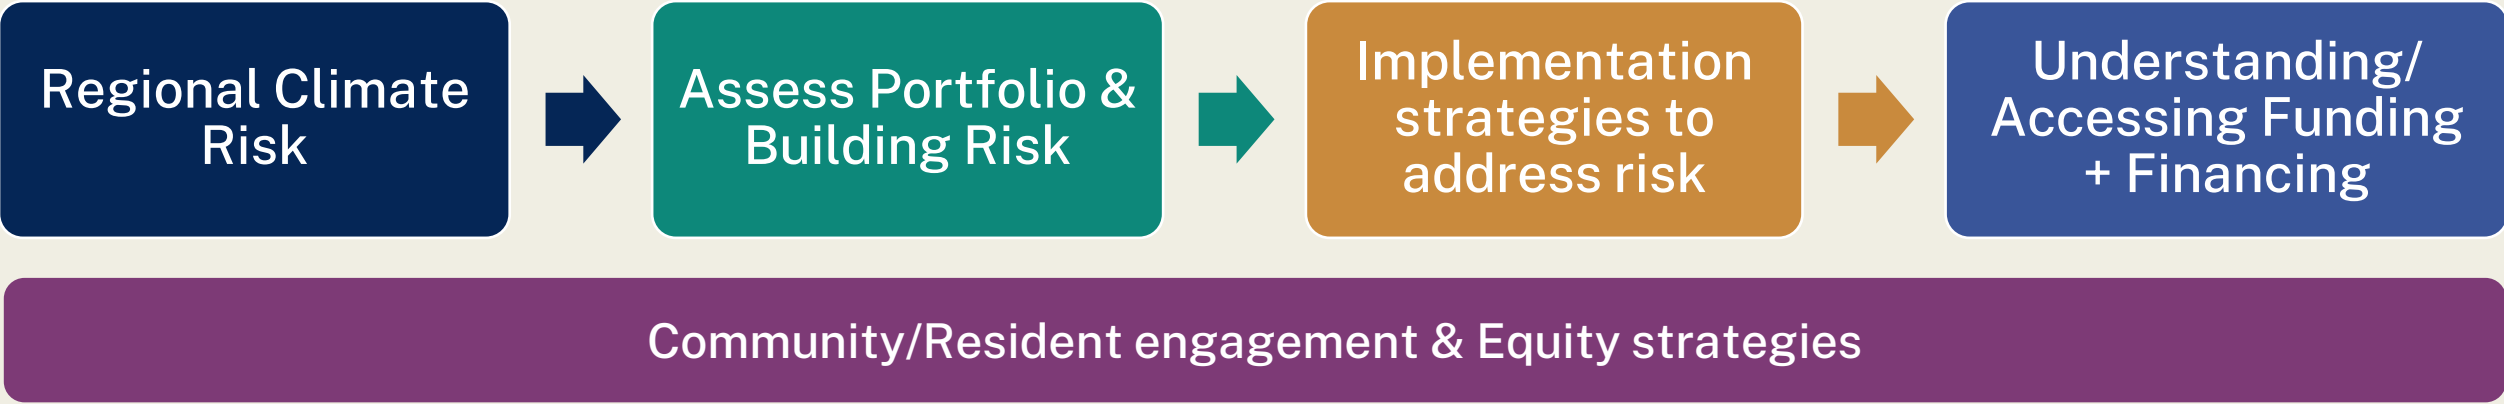 Regional Climate
Risk
Assess Portfolio &
Building Risk
Implementation
strategies to
address risk
Understanding/
Accessing Funding
+ Financing
Community/Resident engagement & Equity strategies